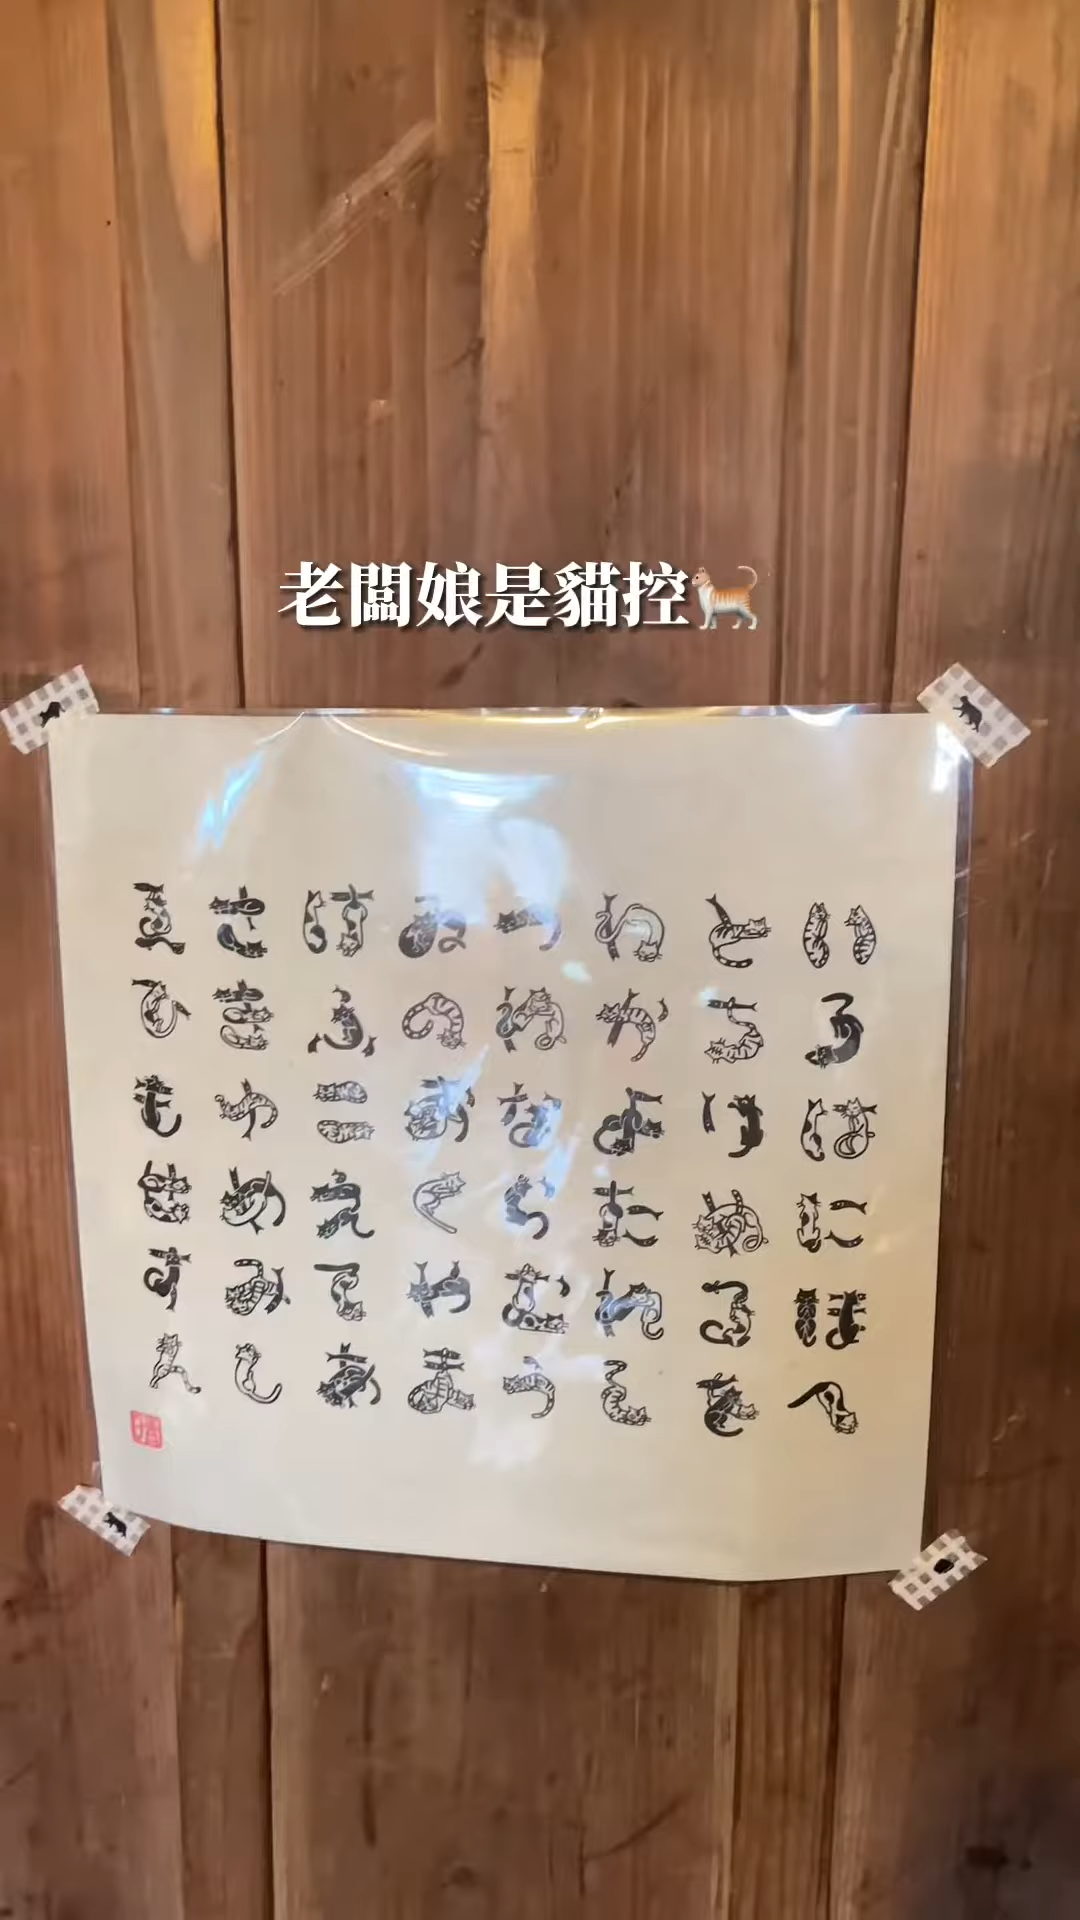 老闆娘是貓控🐈
いろはにほへ
とちりぬるを
わかよたれそ
つねならむう
ゐのおくやま
けふこえてあ
さきゆめみし
ゑひもせすん